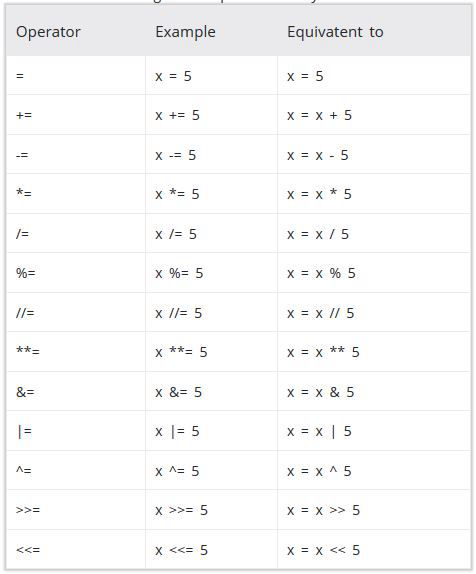 Operator Example Equivalent to
= x = 5 x = 5
+= x += 5 x = x + 5
-= x -= 5 x = x - 5
*= x *= 5 x = x * 5
/= x /= 5 x = x / 5
%= x %= 5 x = x % 5
//= x //= 5 x = x // 5
**= x **= 5 x = x ** 5
&= x &= 5 x = x & 5
|= x |= 5 x = x | 5
^= x ^= 5 x = x ^ 5
>>= x >>= 5 x = x >> 5
<<= x <<= 5 x = x << 5